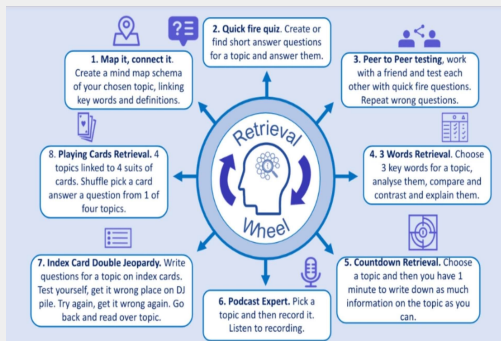 1. Map it, connect it.
Create a mind map schema
of your chosen topic, linking
key words and definitions.
2. Quick fire quiz. Create or
find short answer questions
for a topic and answer them.
3. Peer to Peer testing, work
with a friend and test each
other with quick fire questions.
Repeat wrong questions.
4. 3 Words Retrieval. Choose
3 key words for a topic,
analyse them, compare and
contrast and explain them.
5. Countdown Retrieval. Choose
a topic and then you have 1
minute to write down as much
information on the topic as you
can.
6. Podcast Expert. Pick a
topic and then record it.
Listen to recording.
7. Index Card Double Jeopardy. Write
questions for a topic on index cards.
Test yourself, get it wrong place on DJ
pile. Try again, get it wrong again. Go
back and read over topic.
8. Playing Cards Retrieval. 4
topics linked to 4 suits of
cards. Shuffle pick a card
answer a question from 1 of
four topics.
Retrieval
Wheel